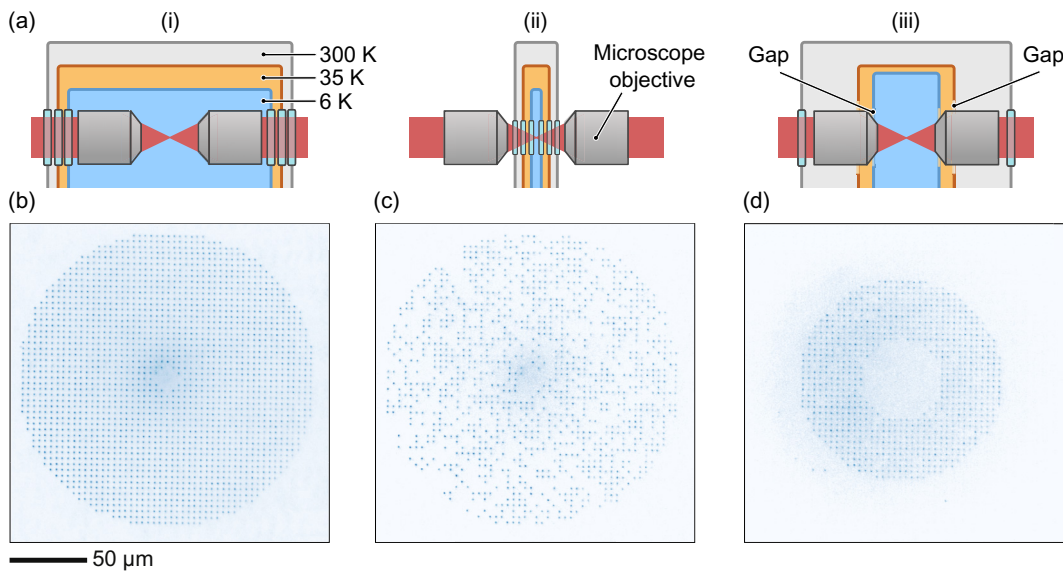 (a)
(i)
(ii)
(iii)
300 K
35 K
6 K
Microscope
objective
Gap
Gap
(b)
(c)
(d)
50 μm